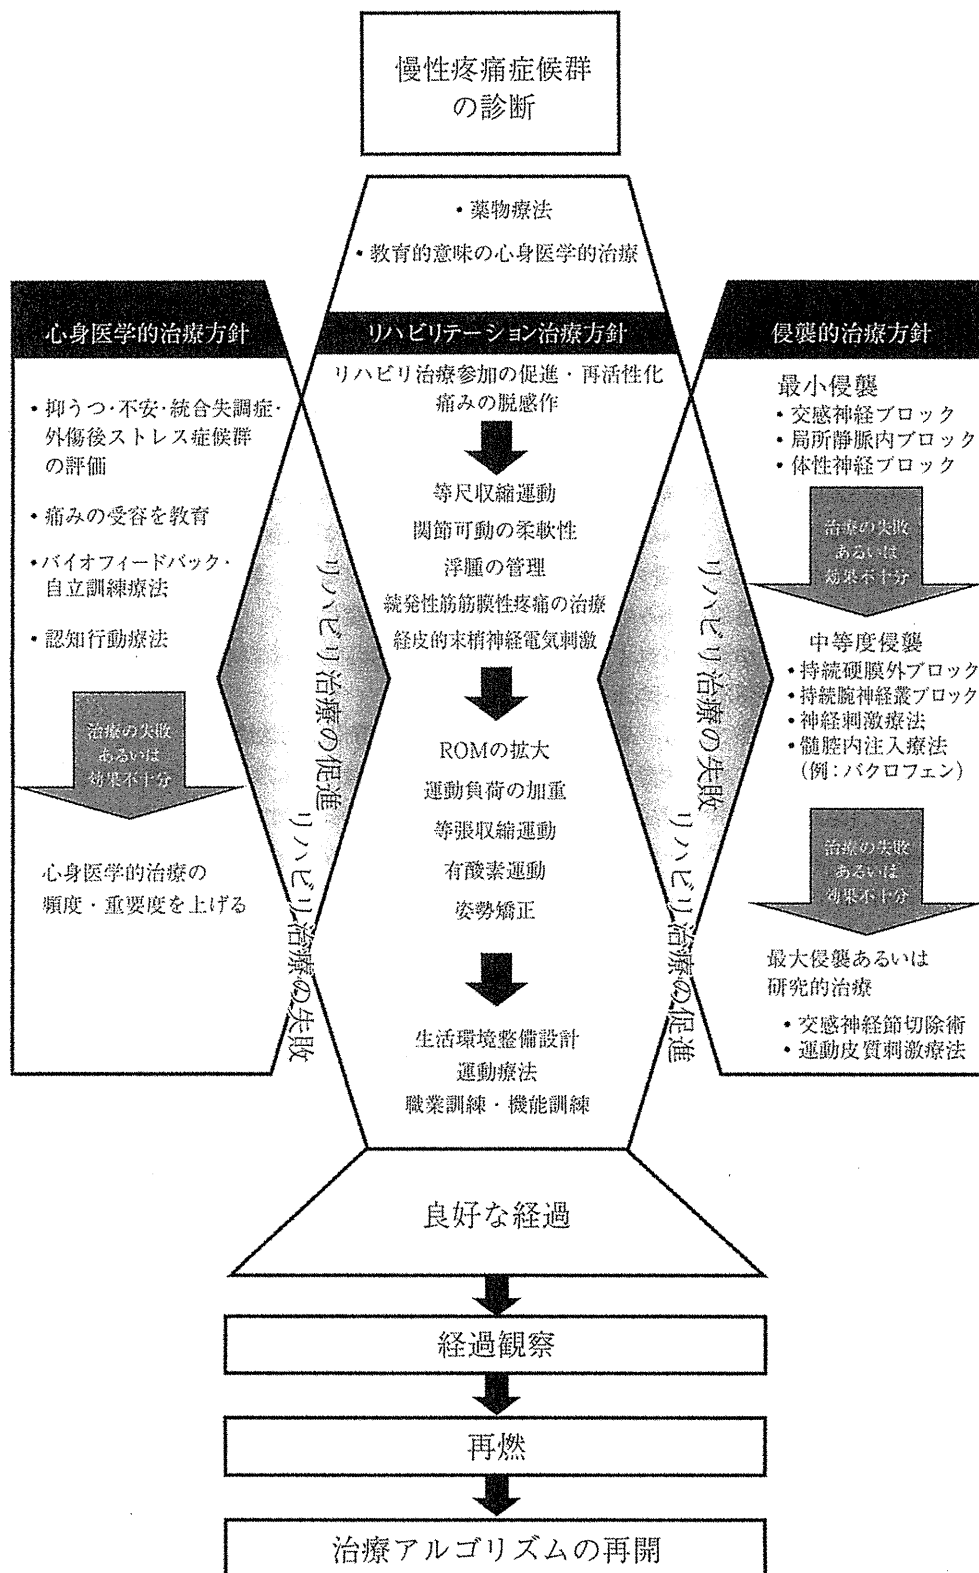 慢性疼痛症候群
の診断
・薬物療法
・教育的意味の心身医学的治療
心身医学的治療方針
・抑うつ・不安・統合失調症・
外傷後ストレス症候群
の評価
・痛みの受容を教育
・バイオフィードバック・
自立訓練療法
・認知行動療法
治療の失敗
あるいは
効果不十分
心身医学的治療の
頻度・重要度を上げる
リハビリ治療の促進
リハビリ治療の失敗
リハビリテーション治療方針
リハビリ治療参加の促進・再活性化
痛みの脱感作
等尺収縮運動
関節可動の柔軟性
浮腫の管理
続発性筋筋膜性疼痛の治療
経皮的末梢神経電気刺激
ROMの拡大
運動負荷の加重
等張収縮運動
有酸素運動
姿勢矯正
生活環境整備設計
運動療法
職業訓練・機能訓練
リハビリ治療の失敗
リハビリ治療の促進
侵襲的治療方針
最小侵襲
・交感神経ブロック
・局所静脈内ブロック
・体性神経ブロック
治療の失敗
あるいは
効果不十分
中等度侵襲
・持続硬膜外ブロック
・持続腕神経叢ブロック
・神経刺激療法
・髄腔内注入療法
(例：バクロフェン)
治療の失敗
あるいは
効果不十分
最大侵襲あるいは
研究的治療
・交感神経節切除術
・運動皮質刺激療法
良好な経過
経過観察
再燃
治療アルゴリズムの再開